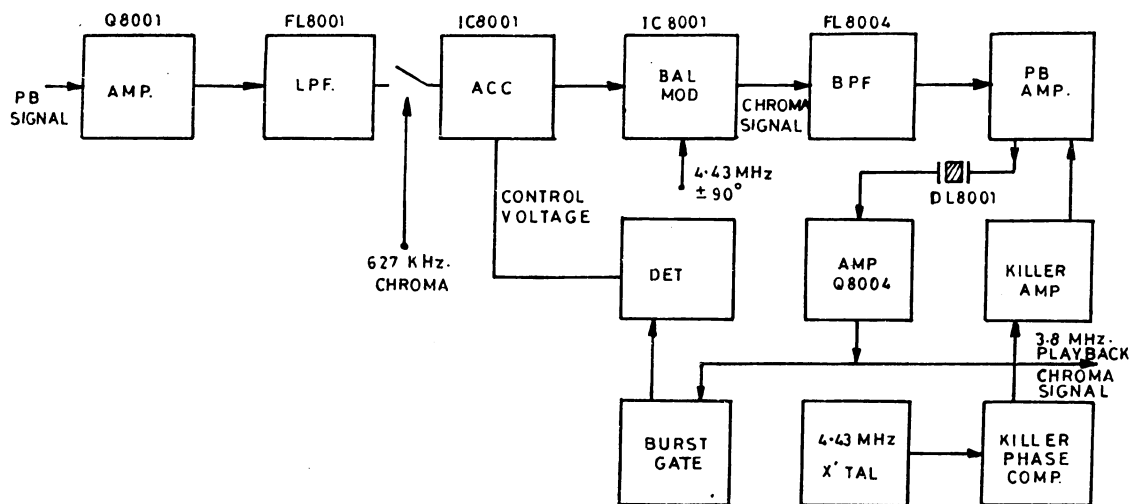 Q8001
FL8001
IC8001
IC 8001
FL8004
AMP.
LPF.
ACC
BAL
MOD
BPF
PB
AMP.
PB
SIGNAL
CHROMA
SIGNAL
4.43 MHz
± 90°
DL8001
CONTROL
VOLTAGE
627 KHz.
CHROMA
DET
AMP
Q8004
KILLER
AMP
3.8 MHz.
PLAYBACK
CHROMA
SIGNAL
BURST
GATE
4.43 MHz
X'TAL
KILLER
PHASE
COMP.